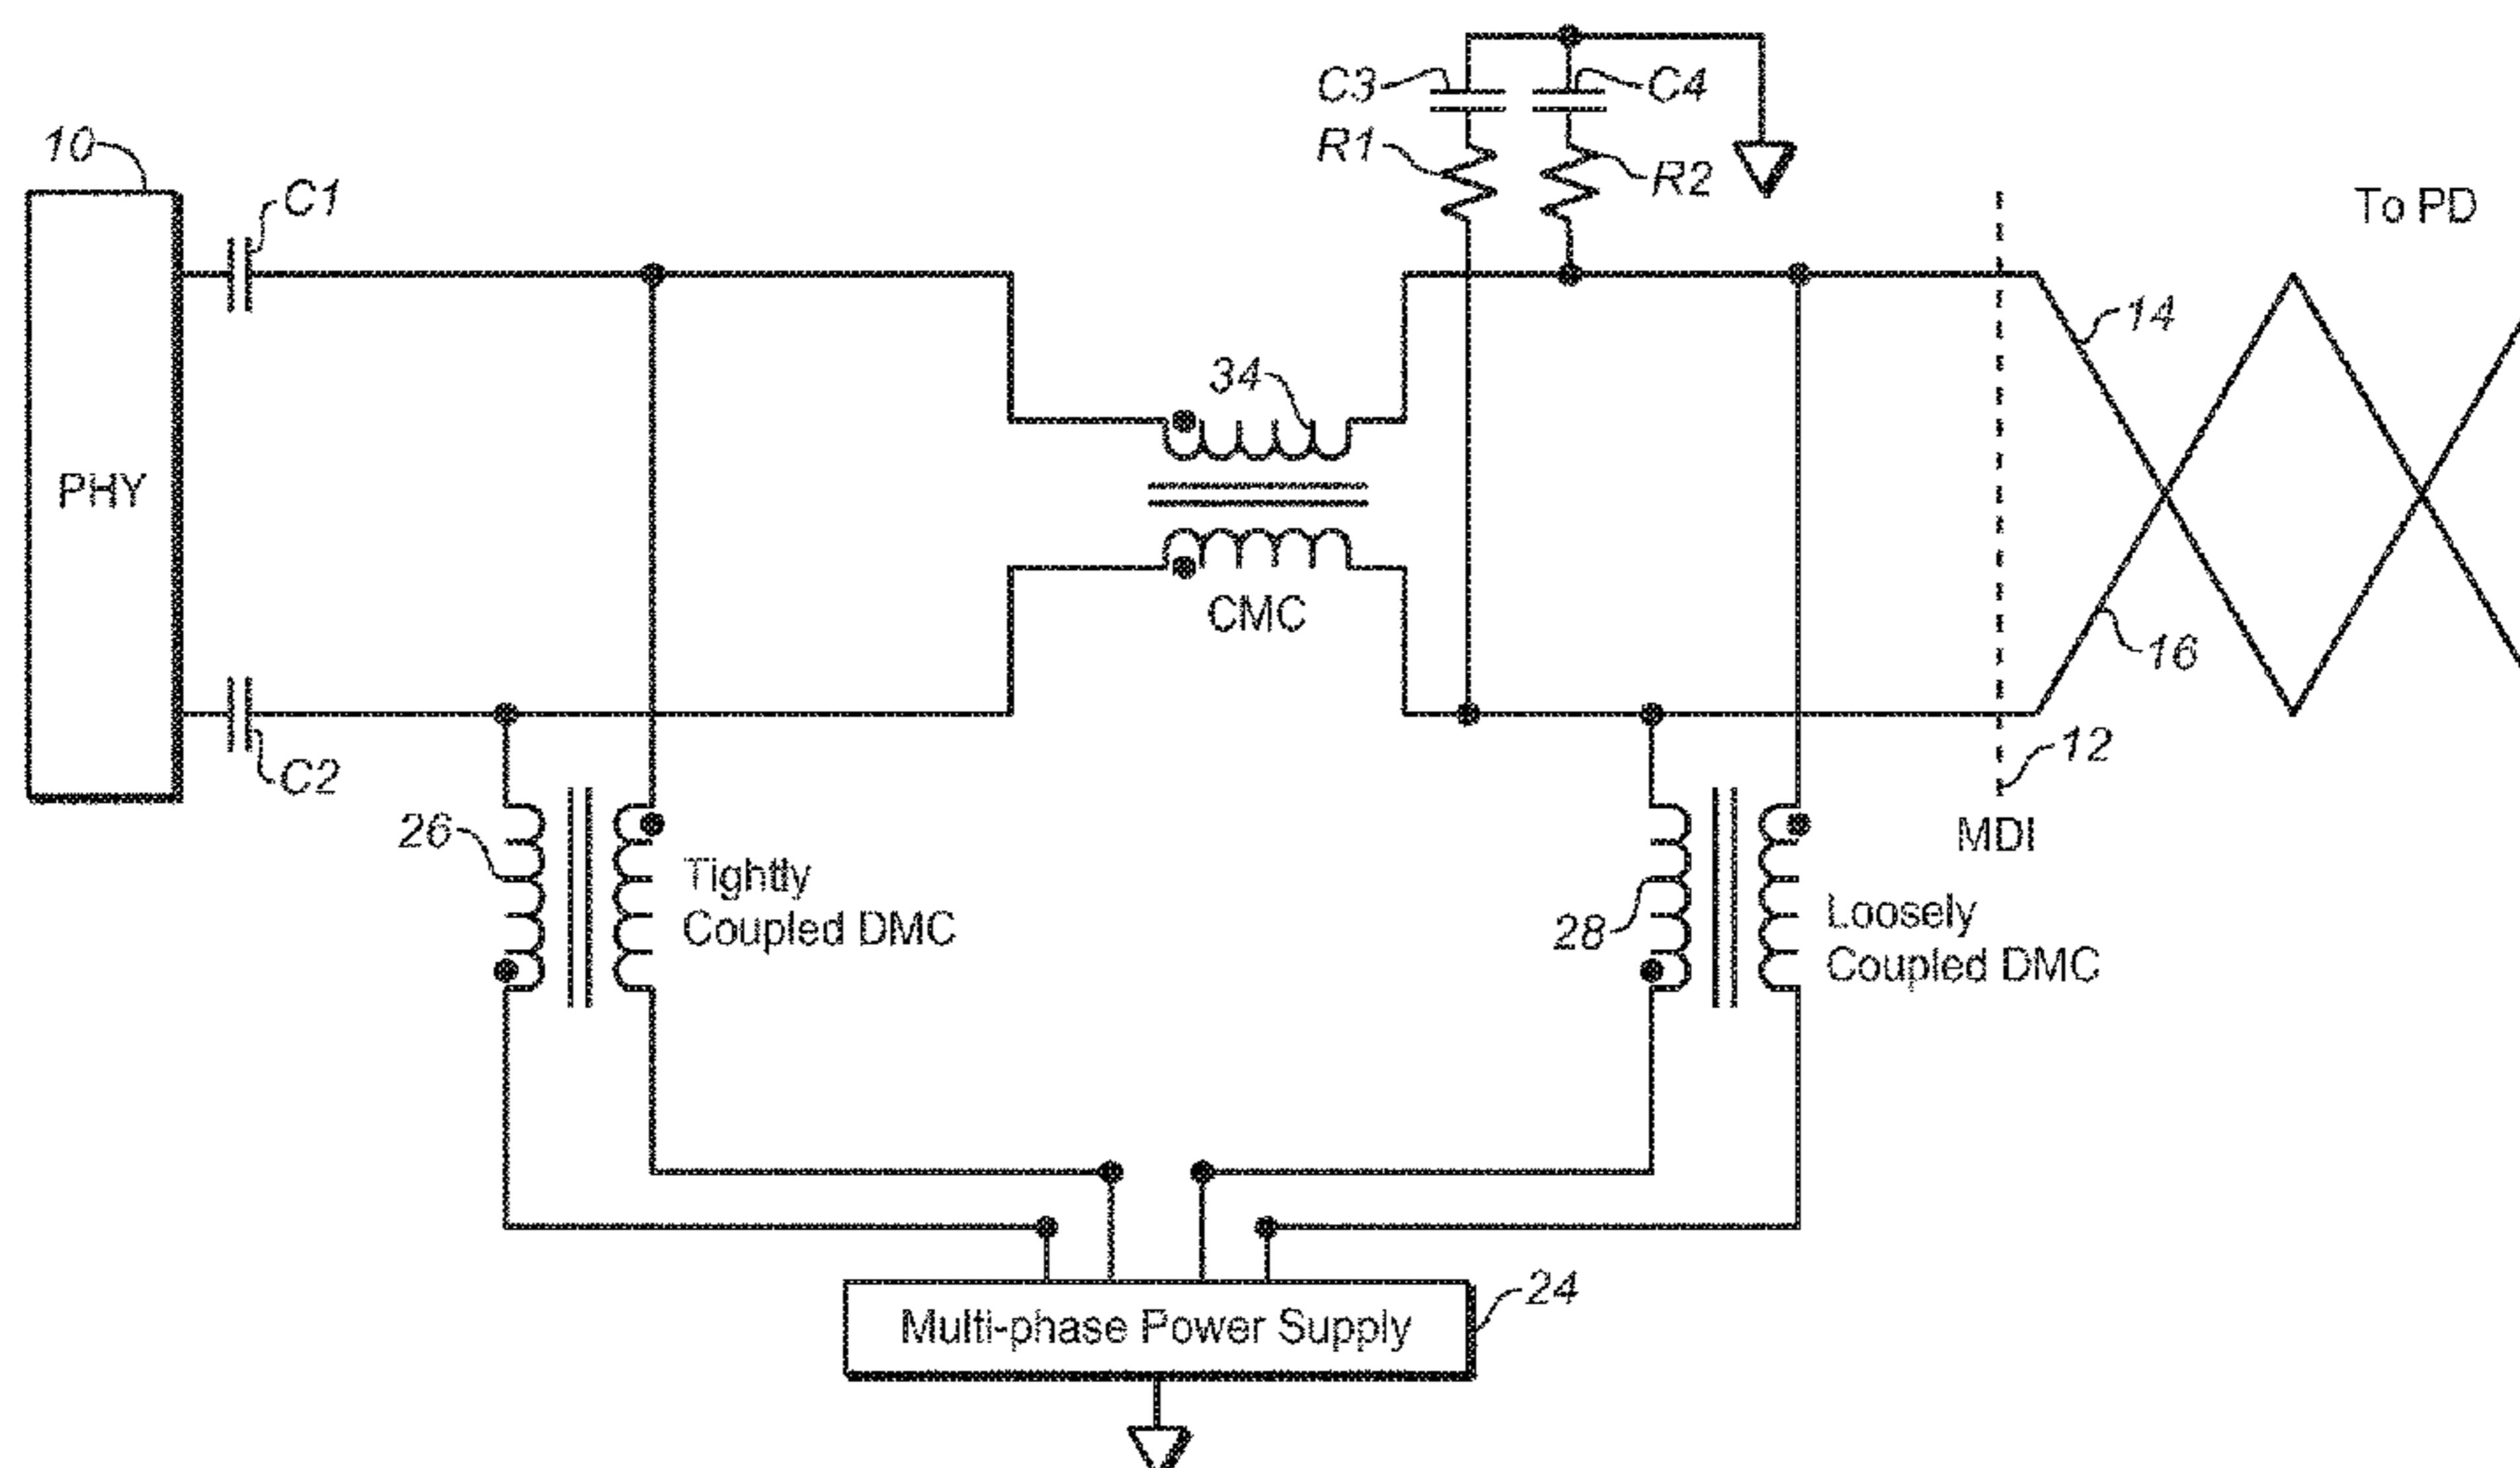 C3
C4
R1
R2
10
C1
To PD
14
34
PHY
CMC
16
C2
12
MDI
26
Tightly
Coupled DMC
28
Loosely
Coupled DMC
24
Multi-phase Power Supply